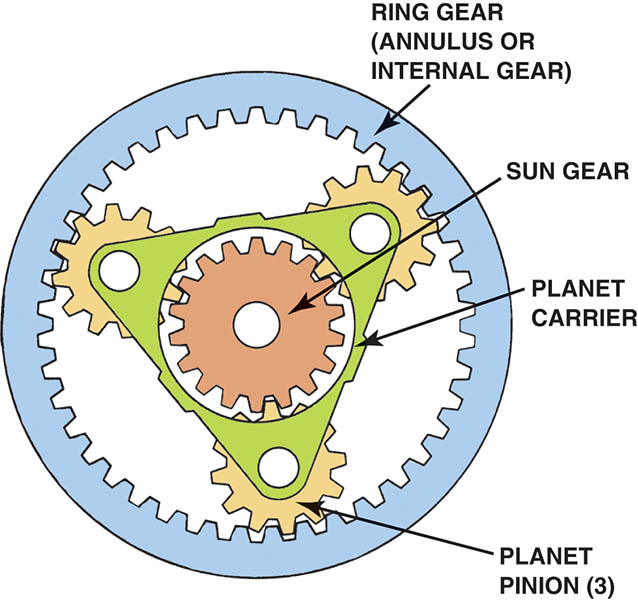 RING GEAR
(ANNULUS OR
INTERNAL GEAR)
SUN GEAR
PLANET
CARRIER
PLANET
PINION (3)